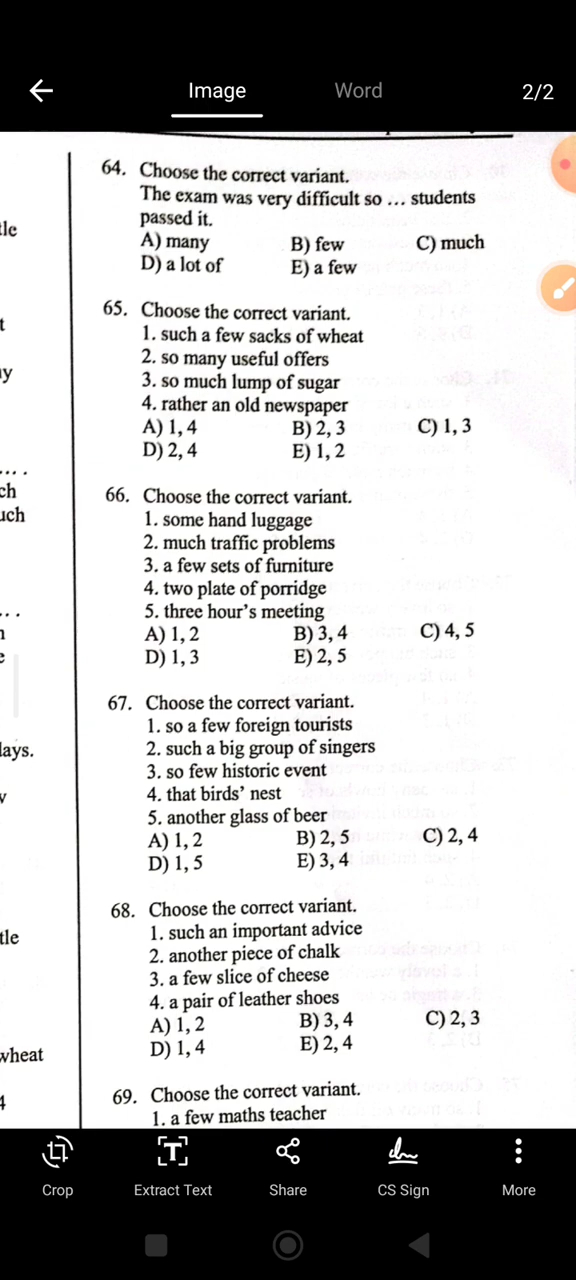 Image Word 2/2
64. Choose the correct variant.
The exam was very difficult so ... students
passed it.
A) many B) few C) much
D) a lot of E) a few
65. Choose the correct variant.
1. such a few sacks of wheat
2. so many useful offers
3. so much lump of sugar
4. rather an old newspaper
A) 1, 4 B) 2, 3 C) 1, 3
D) 2, 4 E) 1, 2
66. Choose the correct variant.
1. some hand luggage
2. much traffic problems
3. a few sets of furniture
4. two plate of porridge
5. three hour's meeting
A) 1, 2 B) 3, 4 C) 4, 5
D) 1, 3 E) 2, 5
67. Choose the correct variant.
1. so a few foreign tourists
2. such a big group of singers
3. so few historic event
4. that birds' nest
5. another glass of beer
A) 1, 2 B) 2, 5 C) 2, 4
D) 1, 5 E) 3, 4
68. Choose the correct variant.
1. such an important advice
2. another piece of chalk
3. a few slice of cheese
4. a pair of leather shoes
A) 1, 2 B) 3, 4 C) 2, 3
D) 1, 4 E) 2, 4
69. Choose the correct variant.
1. a few maths teacher
wheat
Crop Extract Text Share CS Sign More